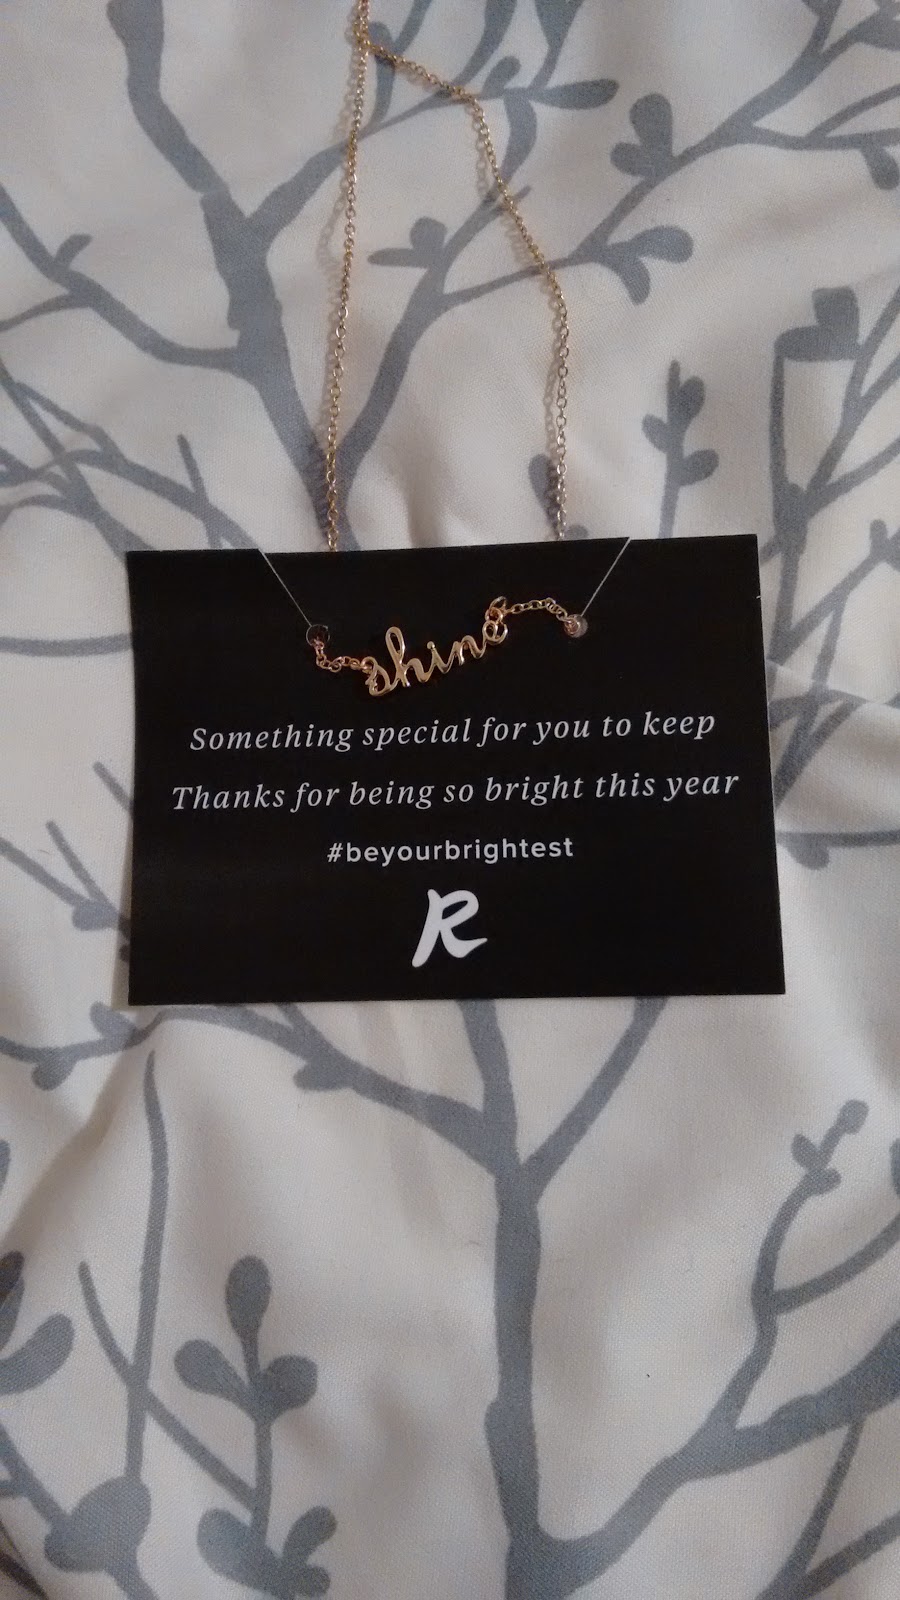 shine
Something special for you to keep
Thanks for being so bright this year
#beyourbrightest
R